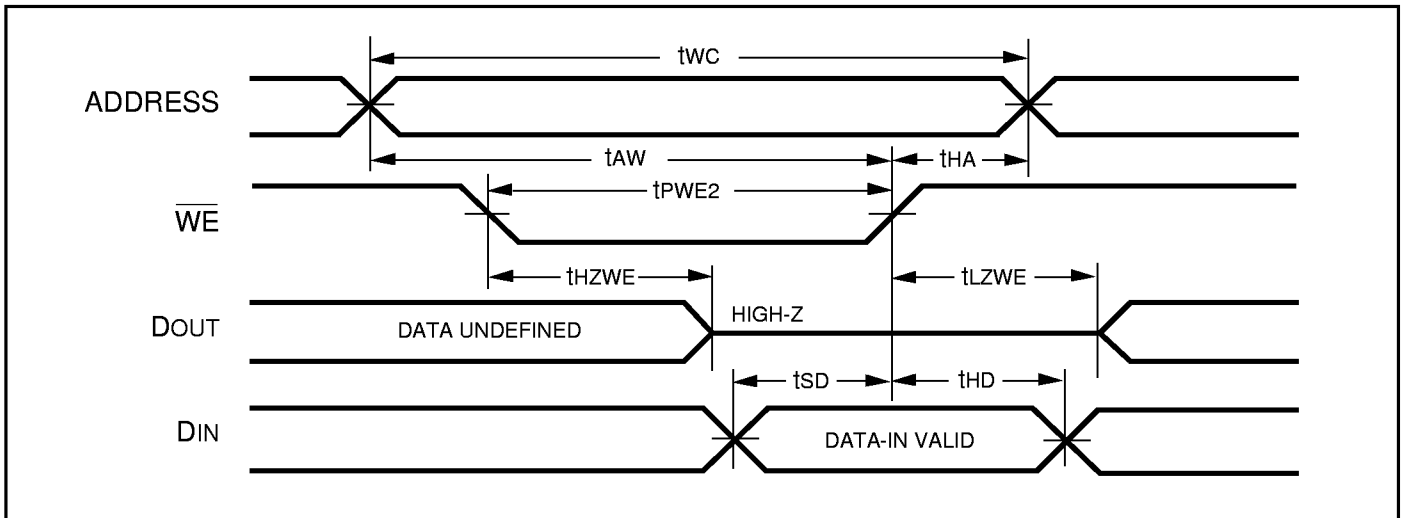 tWC
ADDRESS
tAW
tHA
tPWE2
WE
tHZWE
tLZWE
HIGH-Z
DOUT
DATA UNDEFINED
tSD
tHD
DIN
DATA-IN VALID